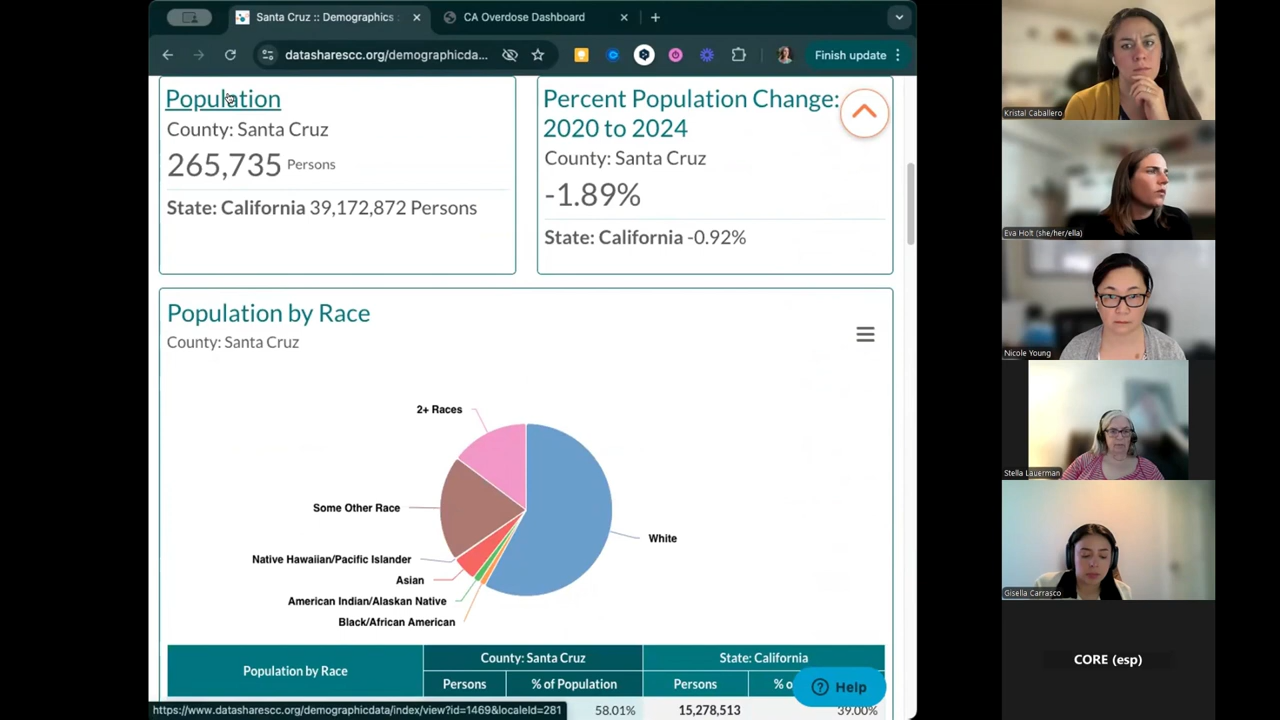 Santa Cruz :: Demographics :
CA Overdose Dashboard
datasharescc.org/demographicda...
Finish update
Population
County: Santa Cruz
265,735 Persons
State: California 39,172,872 Persons
Percent Population Change:
2020 to 2024
County: Santa Cruz
-1.89%
State: California -0.92%
Population by Race
County: Santa Cruz
2+ Races
Some Other Race
White
Native Hawaiian/Pacific Islander
Asian
American Indian/Alaskan Native
Black/African American
Population by Race
County: Santa Cruz
State: California
Persons
% of Population
Persons
% o
58.01%
15,278,513
39.00%
Help
https://www.datasharescc.org/demographicdata/index/view?id=1469&localeId=281
Kristal Caballero
Eva Holt (she/her/ella)
Nicole Young
Stella Lauerman
Gisella Carrasco
CORE (esp)